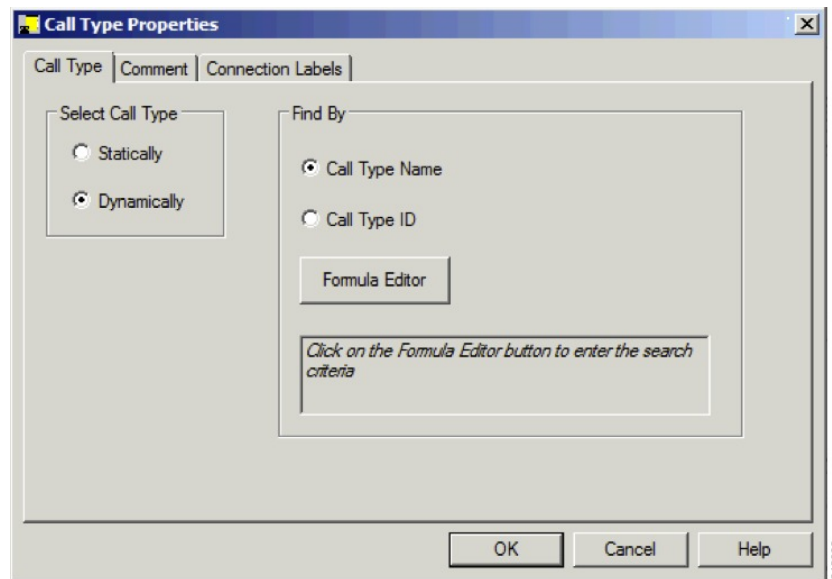 Call Type Properties
Call Type
Comment
Connection Labels
Select Call Type
Statically
Dynamically
Find By
Call Type Name
Call Type ID
Formula Editor
Click on the Formula Editor button to enter the search
criteria
OK
Cancel
Help